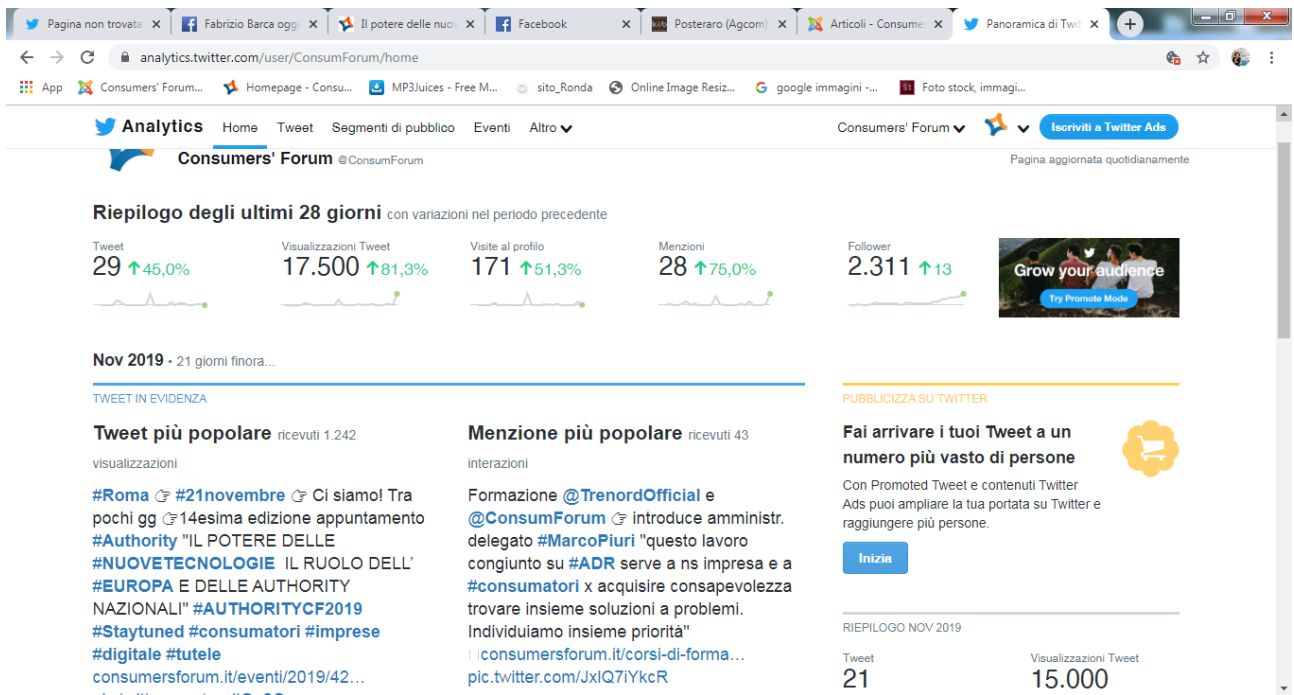 Pagina non trovata
Fabrizio Barca oggi
Il potere delle nuov
Facebook
Posteraro (Agcom)
Articoli - Consumer
Panoramica di Twit
analytics.twitter.com/user/ConsumForum/home
App
Consumers' Forum...
Homepage - Consu...
MP3Juices - Free M...
sito_Ronda
Online Image Resiz...
google immagini -...
St
Foto stock, immagi...
Analytics Home Tweet Segmenti di pubblico Eventi Altro
Consumers' Forum
Iscriviti a Twitter Ads
Consumers' Forum @ConsumForum
Pagina aggiornata quotidianamente
Riepilogo degli ultimi 28 giorni con variazioni nel periodo precedente
Tweet
29 ↑45,0%
Visualizzazioni Tweet
17.500 ↑81,3%
Visite al profilo
171 ↑51,3%
Menzioni
28 ↑75,0%
Follower
2.311 ↑13
Grow your audience
Try Promote Mode
Nov 2019 • 21 giorni finora...
TWEET IN EVIDENZA
Tweet più popolare ricevuti 1.242
visualizzazioni
#Roma 👉 #21novembre 👉 Ci siamo! Tra
pochi gg 👉14esima edizione appuntamento
#Authority "IL POTERE DELLE
#NUOVETECNOLOGIE IL RUOLO DELL'
#EUROPA E DELLE AUTHORITY
NAZIONALI" #AUTHORITYCF2019
#Staytuned #consumatori #imprese
#digitale #tutele
consumersforum.it/eventi/2019/42…
Menzione più popolare ricevuti 43
interazioni
Formazione @TrenordOfficial e
@ConsumForum 👉 introduce amministr.
delegato #MarcoPiuri "questo lavoro
congiunto su #ADR serve a ns impresa e a
#consumatori x acquisire consapevolezza
trovare insieme soluzioni a problemi.
Individuiamo insieme priorità"
consumersforum.it/corsi-di-forma…
pic.twitter.com/JxlQ7iYkcR
PUBBLICIZZA SU TWITTER
Fai arrivare i tuoi Tweet a un
numero più vasto di persone
Con Promoted Tweet e contenuti Twitter
Ads puoi ampliare la tua portata su Twitter e
raggiungere più persone.
Inizia
RIEPILOGO NOV 2019
Tweet
21
Visualizzazioni Tweet
15.000